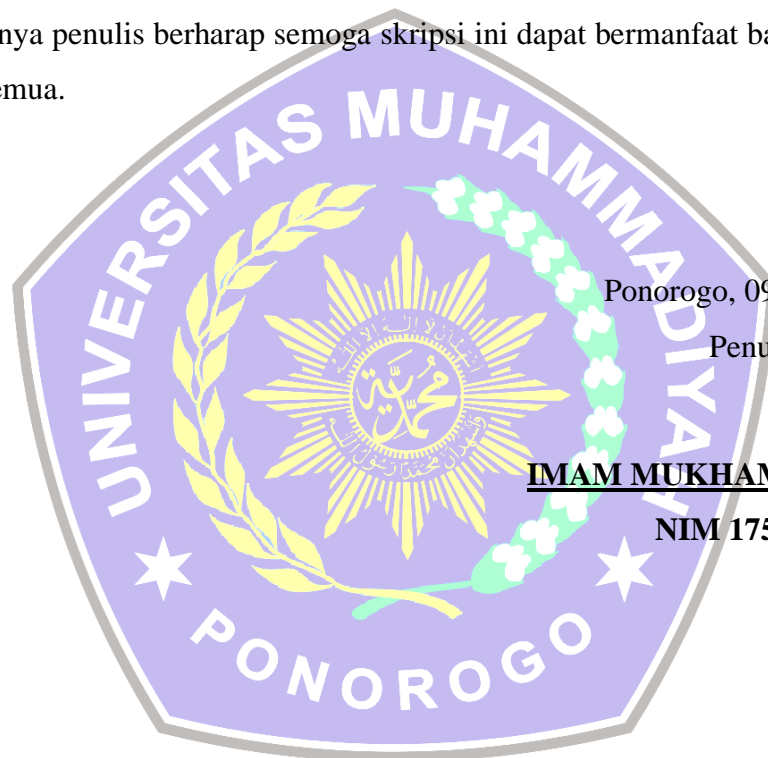 nya penulis berharap semoga skripsi ini dapat bermanfaat ba
emua.
UNIVERSITAS MUHAMMADIYAH
Ponorogo, 09
Penu
محمدية
IMAM MUKHAM
NIM 175
PONOROGO